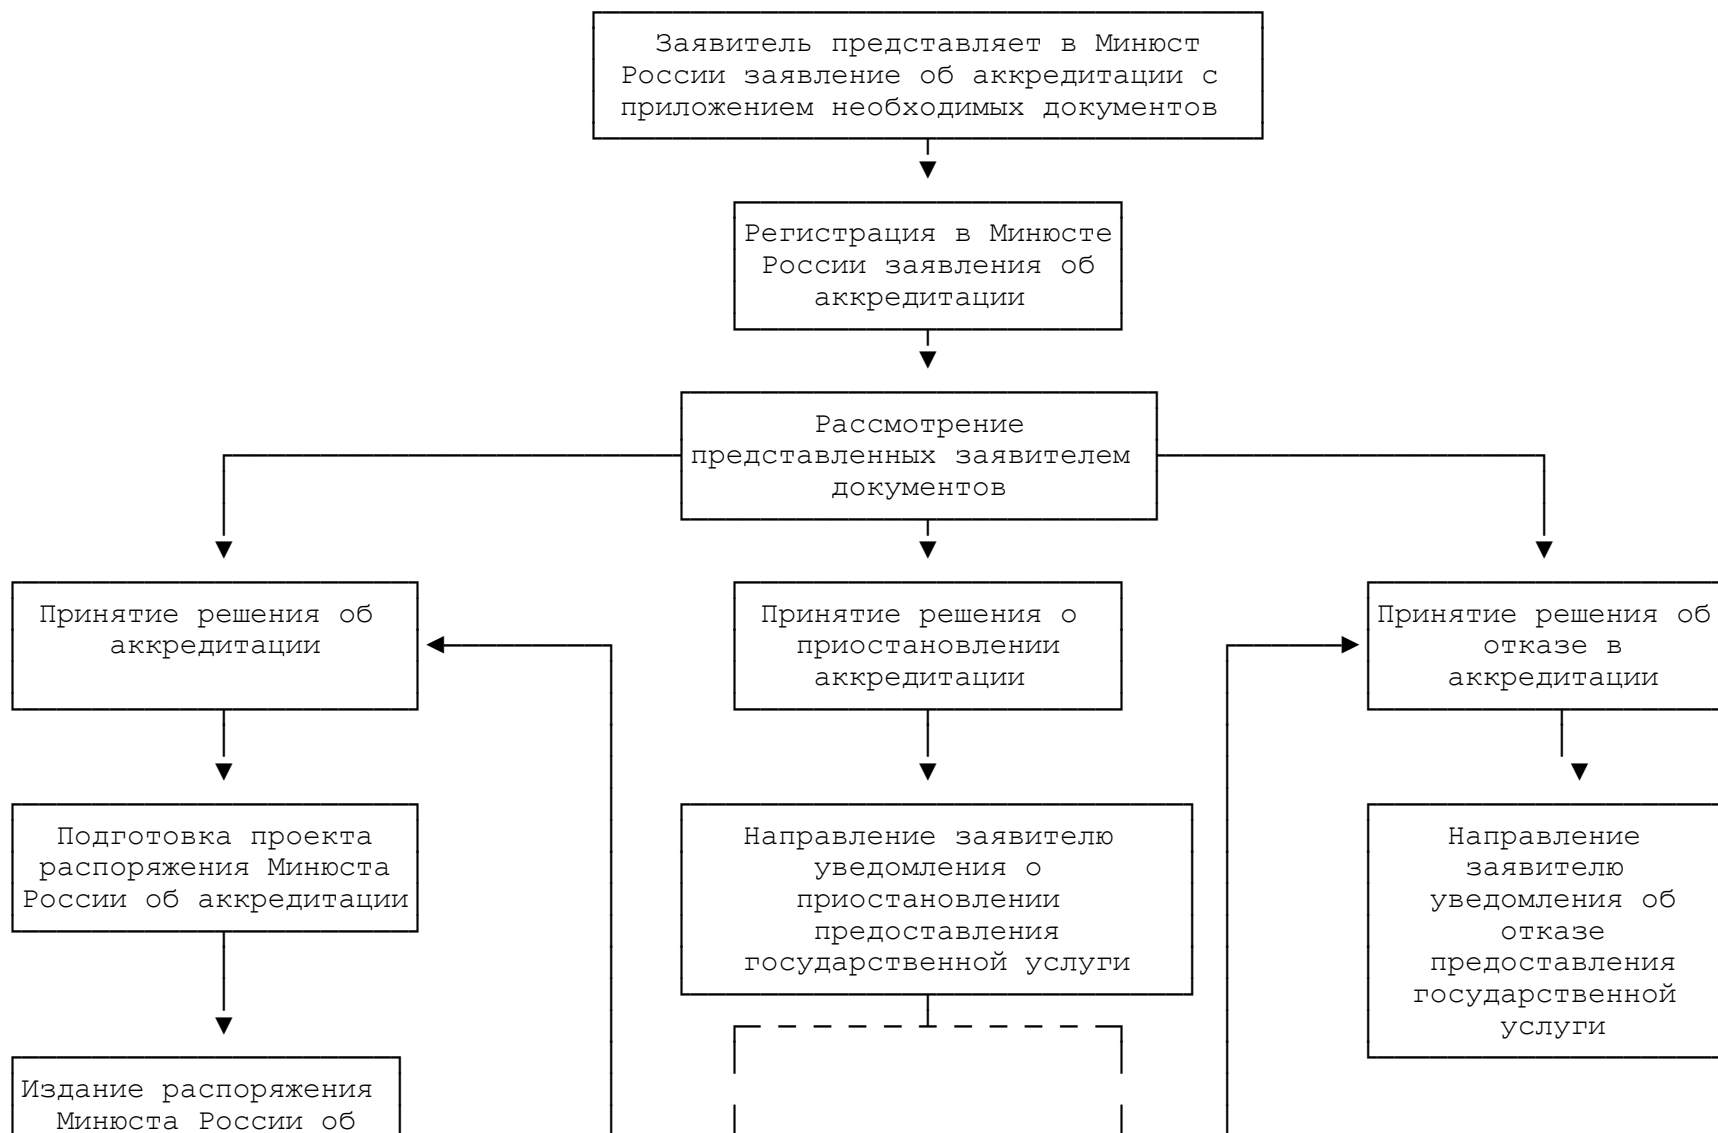 Заявитель представляет в Минюст
России заявление об аккредитации с
приложением необходимых документов
Регистрация в Минюсте
России заявления об
аккредитации
Рассмотрение
представленных заявителем
документов
Принятие решения об
аккредитации
Принятие решения о
приостановлении
аккредитации
Принятие решения об
отказе в
аккредитации
Подготовка проекта
распоряжения Минюста
России об аккредитации
Направление заявителю
уведомления о
приостановлении
предоставления
государственной услуги
Направление
заявителю
уведомления об
отказе
предоставления
государственной
услуги
Издание распоряжения
Минюста России об